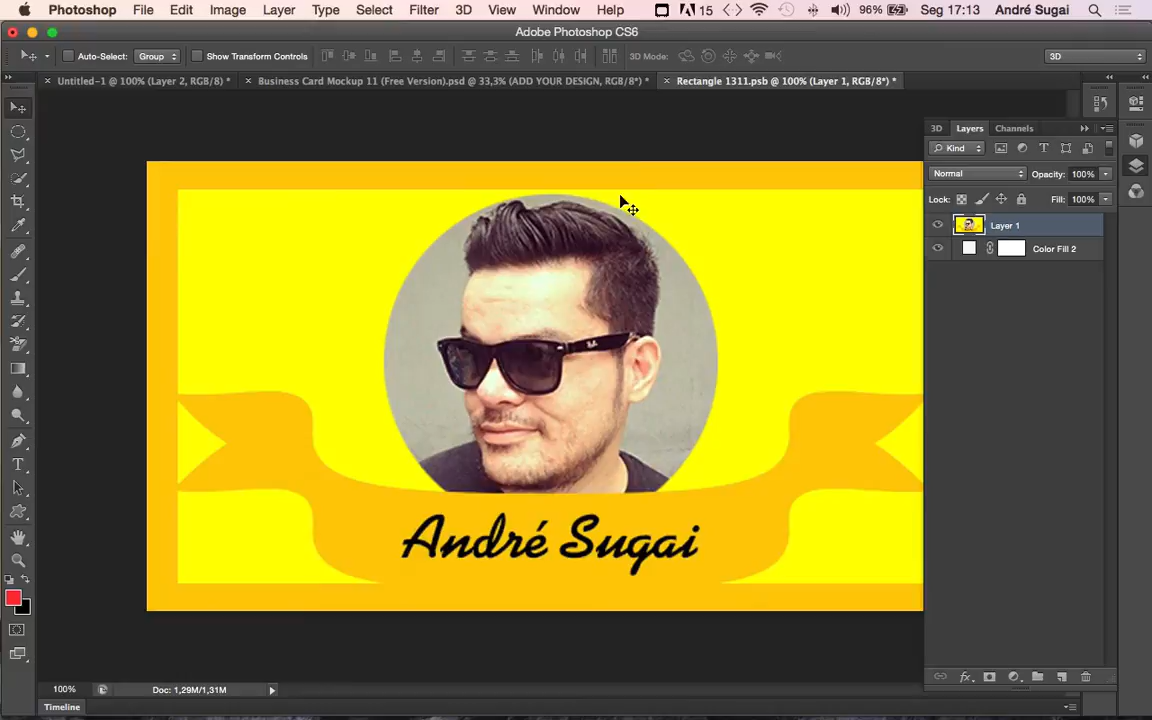 Photoshop File Edit Image Layer Type Select Filter 3D View Window Help 15 96% Seg 17:13 André Sugai
Adobe Photoshop CS6
Auto-Select: Group Show Transform Controls 3D Mode: 3D
Untitled-1 @ 100% (Layer 2, RGB/8) * Business Card Mockup 11 (Free Version).psd @ 33,3% (ADD YOUR DESIGN, RGB/8*) * Rectangle 1311.psb @ 100% (Layer 1, RGB/8*) *
3D Layers Channels
Kind
Normal Opacity: 100%
Lock: Fill: 100%
Layer 1
Color Fill 2
André Sugai
100% Doc: 1,29M/1,31M
Timeline